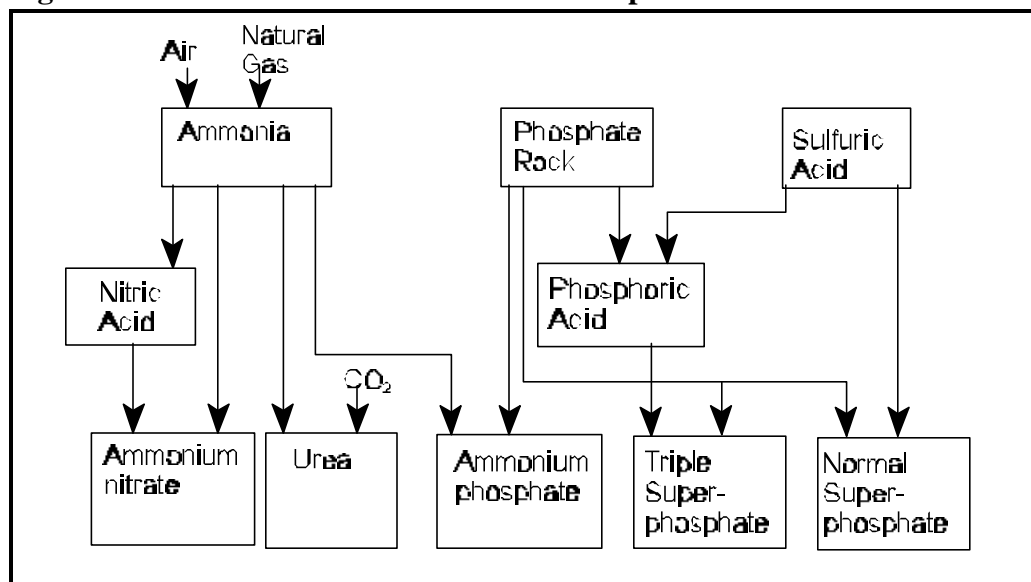 Air
Natural
Gas
Ammonia
Phosphate
Rock
Sulfuric
Acid
Nitric
Acid
Phosphoric
Acid
CO₂
Ammonium
nitrate
Urea
Ammonium
phosphate
Triple
Super-
phosphate
Normal
Super-
phosphate